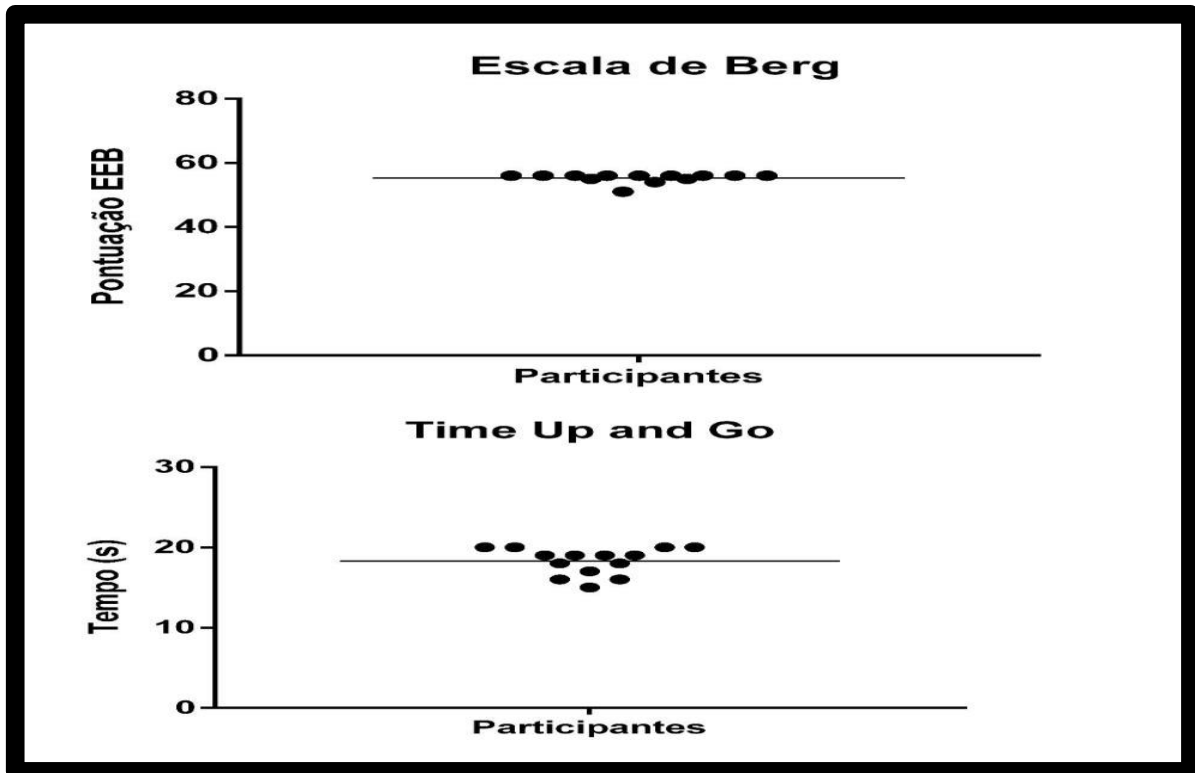 Escala de Berg
80
60
40
20
0
Pontuação EEB
Participantes
Time Up and Go
30
20
10
0
Tempo (s)
Participantes